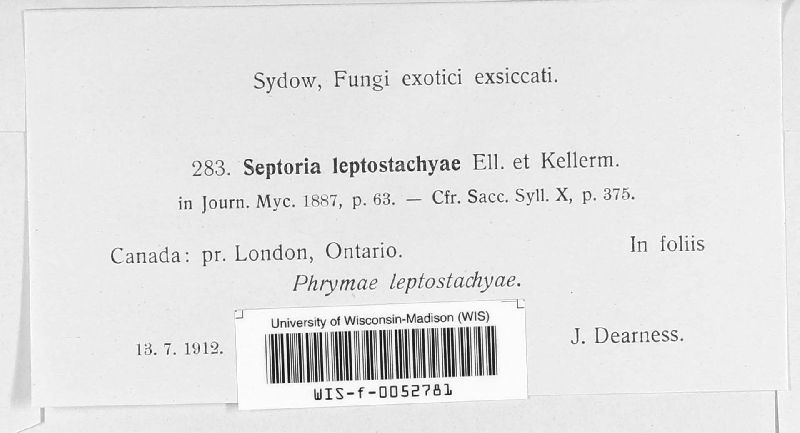 Sydow, Fungi exotici exsiccati.
283. Septoria leptostachyae Ell. et Kellerm.
in Journ. Myc. 1887, p. 63. — Cfr. Sacc. Syll. X, p. 375.
Canada: pr. London, Ontario. In foliis
Phrymae leptostachyae.
13. 7. 1912. J. Dearness.
University of Wisconsin-Madison (WIS)
WIS-f-0052781